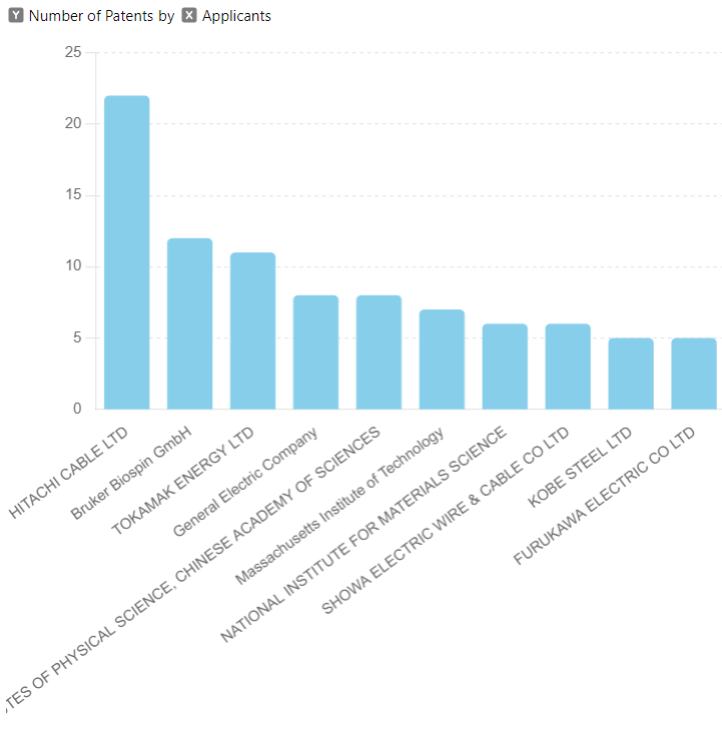 Y Number of Patents by X Applicants
25
20
15
10
5
0
HITACHI CABLE LTD
Bruker Biospin GmbH
TOKAMAK ENERGY LTD
General Electric Company
TES OF PHYSICAL SCIENCE, CHINESE ACADEMY OF SCIENCES
Massachusetts Institute of Technology
NATIONAL INSTITUTE FOR MATERIALS SCIENCE
SHOWA ELECTRIC WIRE & CABLE CO LTD
KOBE STEEL LTD
FURUKAWA ELECTRIC CO LTD